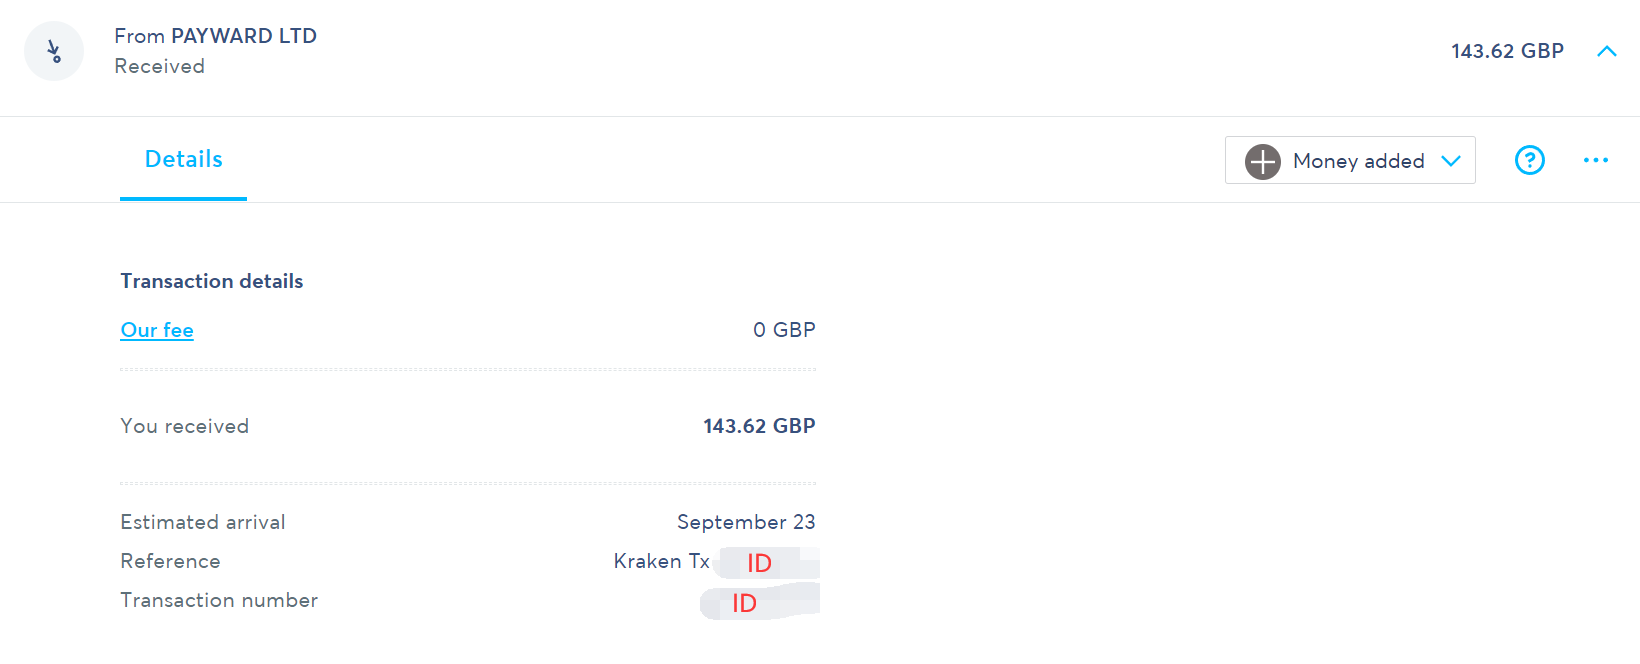 From PAYWARD LTD
Received
143.62 GBP
Details
Money added
?
Transaction details
Our fee 0 GBP
You received 143.62 GBP
Estimated arrival September 23
Reference Kraken Tx ID
Transaction number ID